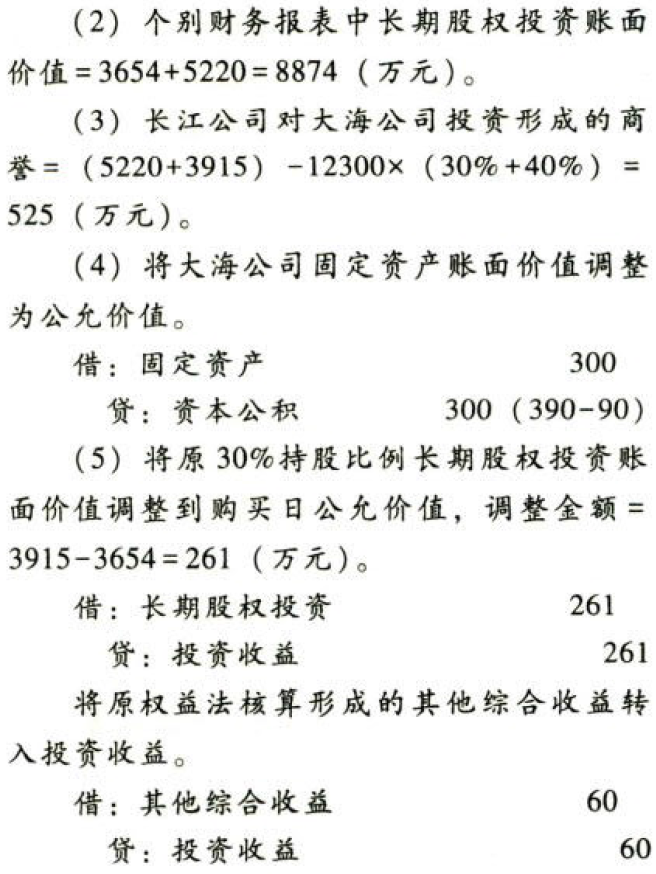 (2) 个别财务报表中长期股权投资账面
价值=3654+5220=8874 (万元)。
(3) 长江公司对大海公司投资形成的商
誉= (5220+3915) -12300× (30%+40%) =
525 (万元)。
(4) 将大海公司固定资产账面价值调整
为公允价值。
借: 固定资产 300
贷: 资本公积 300 (390-90)
(5) 将原30%持股比例长期股权投资账
面价值调整到购买日公允价值, 调整金额=
3915-3654=261 (万元)。
借: 长期股权投资 261
贷: 投资收益 261
将原权益法核算形成的其他综合收益转
入投资收益。
借: 其他综合收益 60
贷: 投资收益 60